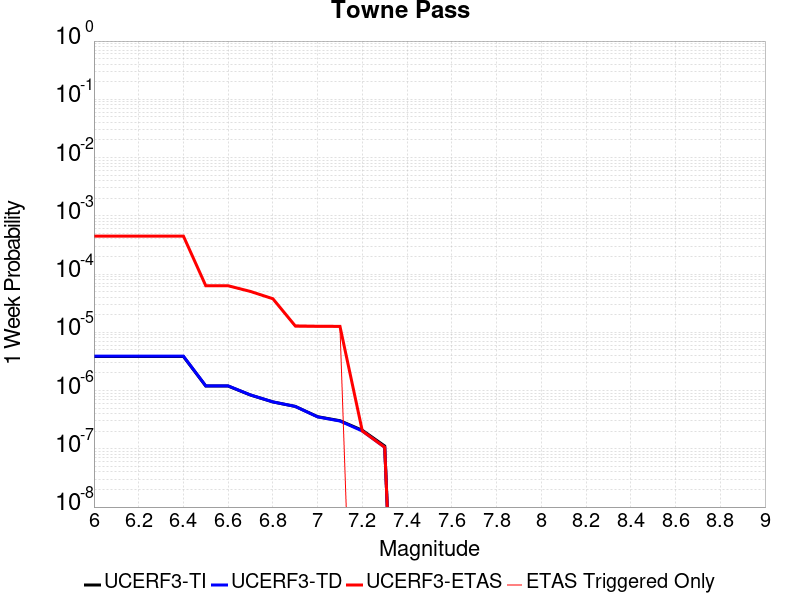 Towne Pass
1 Week Probability
10^0
10^-1
10^-2
10^-3
10^-4
10^-5
10^-6
10^-7
10^-8
6 6.2 6.4 6.6 6.8 7 7.2 7.4 7.6 7.8 8 8.2 8.4 8.6 8.8 9
Magnitude
UCERF3-TI UCERF3-TD UCERF3-ETAS ETAS Triggered Only